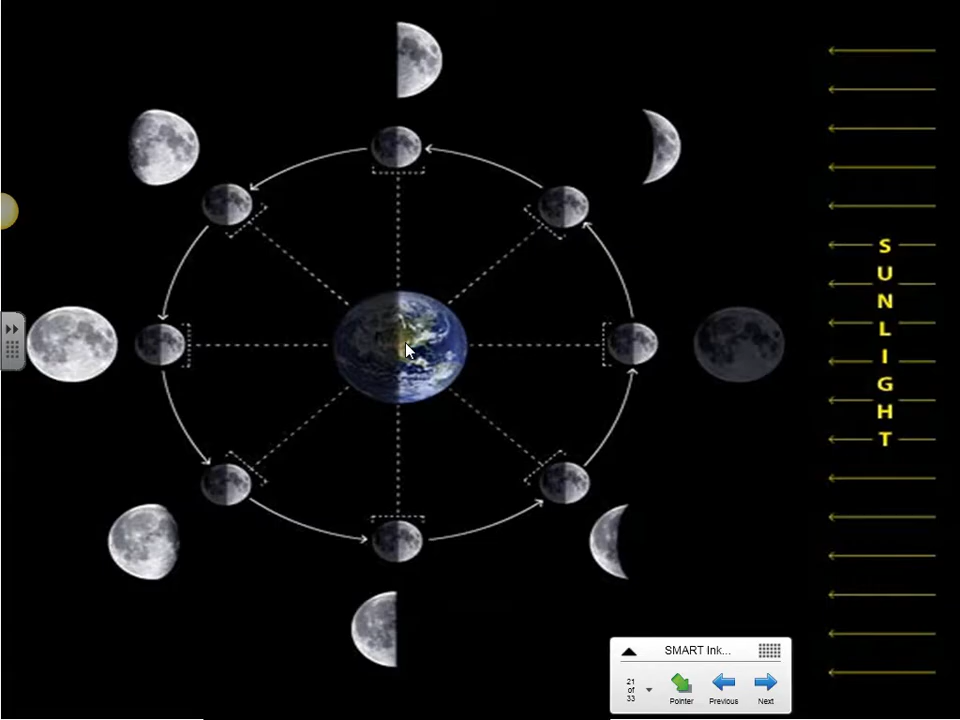 S
U
N
L
I
G
H
T
SMART Ink...
21
of
33
Pointer
Previous
Next